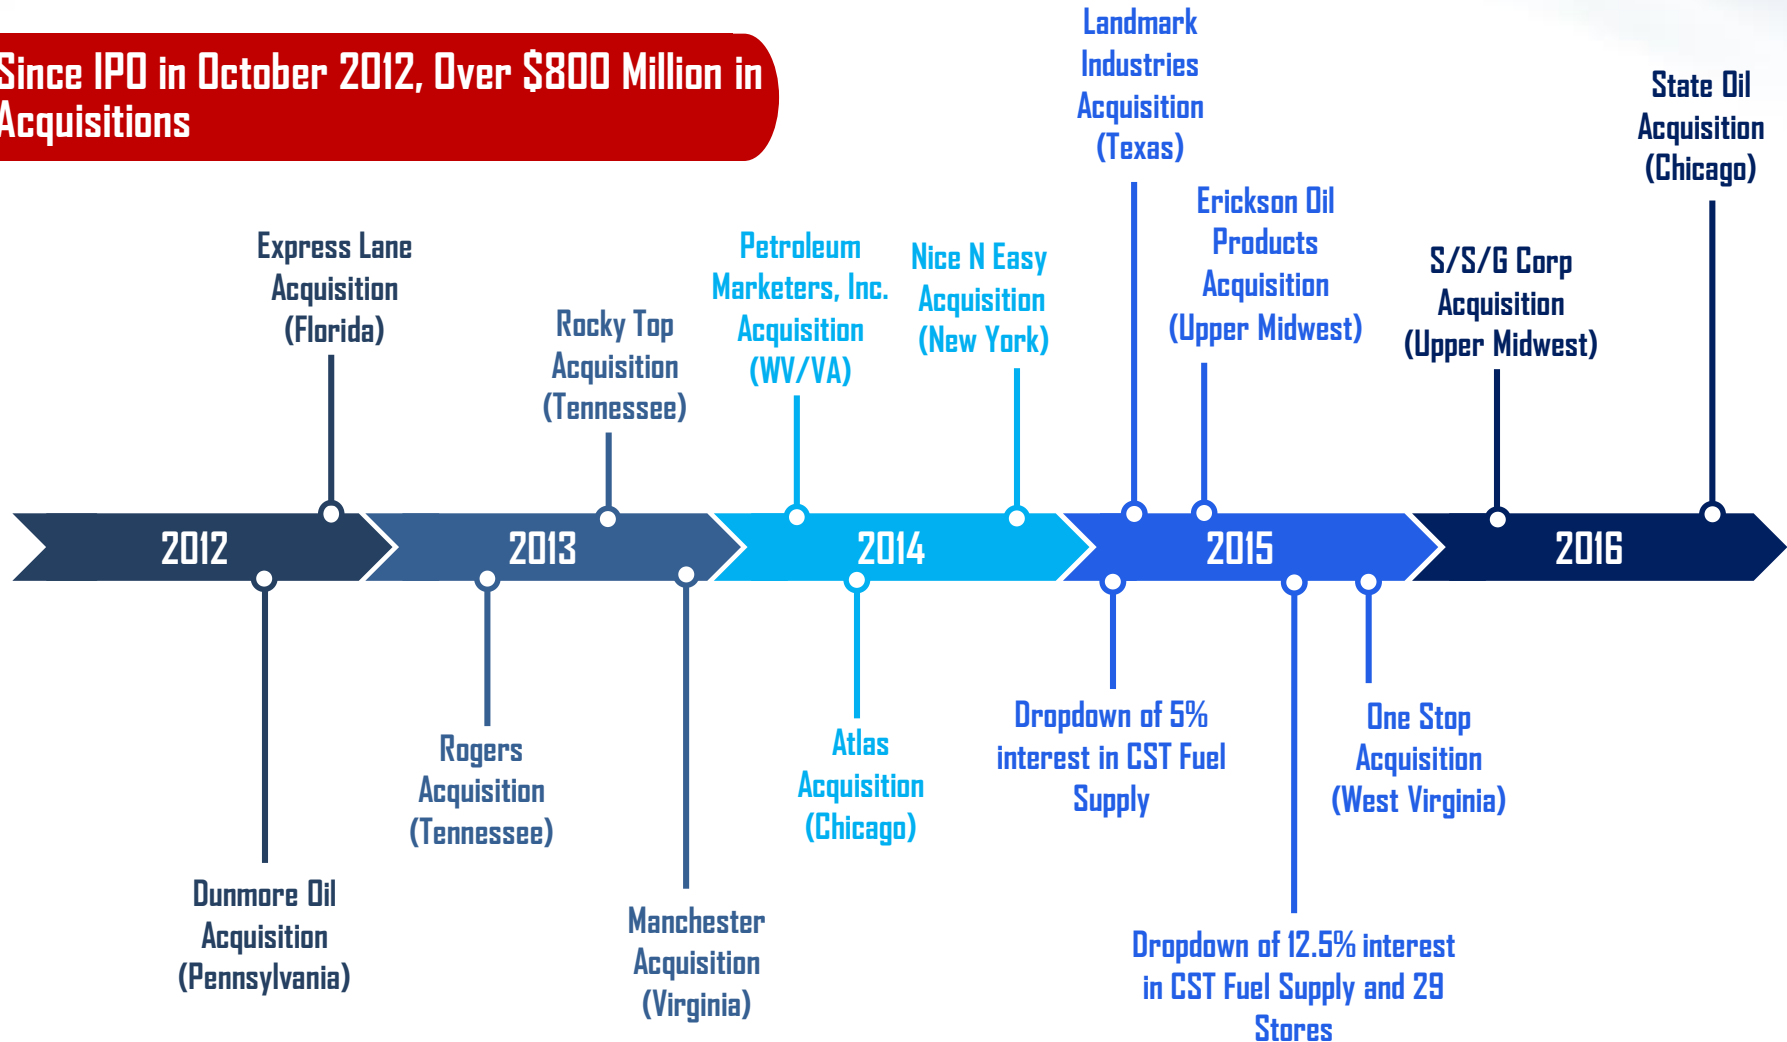 Since IPO in October 2012, Over $800 Million in
Acquisitions
Landmark
Industries
Acquisition
(Texas)
State Oil
Acquisition
(Chicago)
Express Lane
Acquisition
(Florida)
Rocky Top
Acquisition
(Tennessee)
Petroleum
Marketers, Inc.
Acquisition
(WV/VA)
Nice N Easy
Acquisition
(New York)
Erickson Oil
Products
Acquisition
(Upper Midwest)
S/S/G Corp
Acquisition
(Upper Midwest)
2012
2013
2014
2015
2016
Dunmore Oil
Acquisition
(Pennsylvania)
Rogers
Acquisition
(Tennessee)
Manchester
Acquisition
(Virginia)
Atlas
Acquisition
(Chicago)
Dropdown of 5%
interest in CST Fuel
Supply
Dropdown of 12.5% interest
in CST Fuel Supply and 29
Stores
One Stop
Acquisition
(West Virginia)